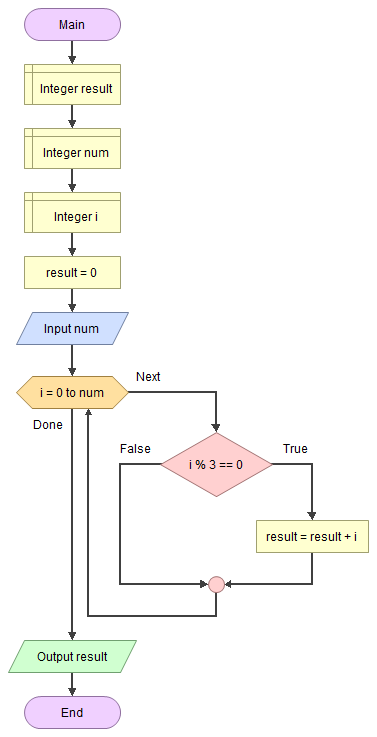 Main
Integer result
Integer num
Integer i
result = 0
Input num
i = 0 to num
Next
Done
False
i % 3 == 0
True
result = result + i
Output result
End